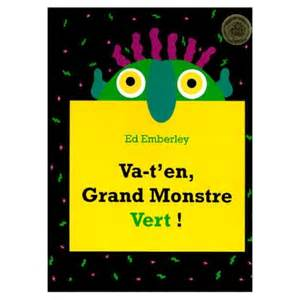 Ed Emberley
Va-t'en,
Grand Monstre
Vert !